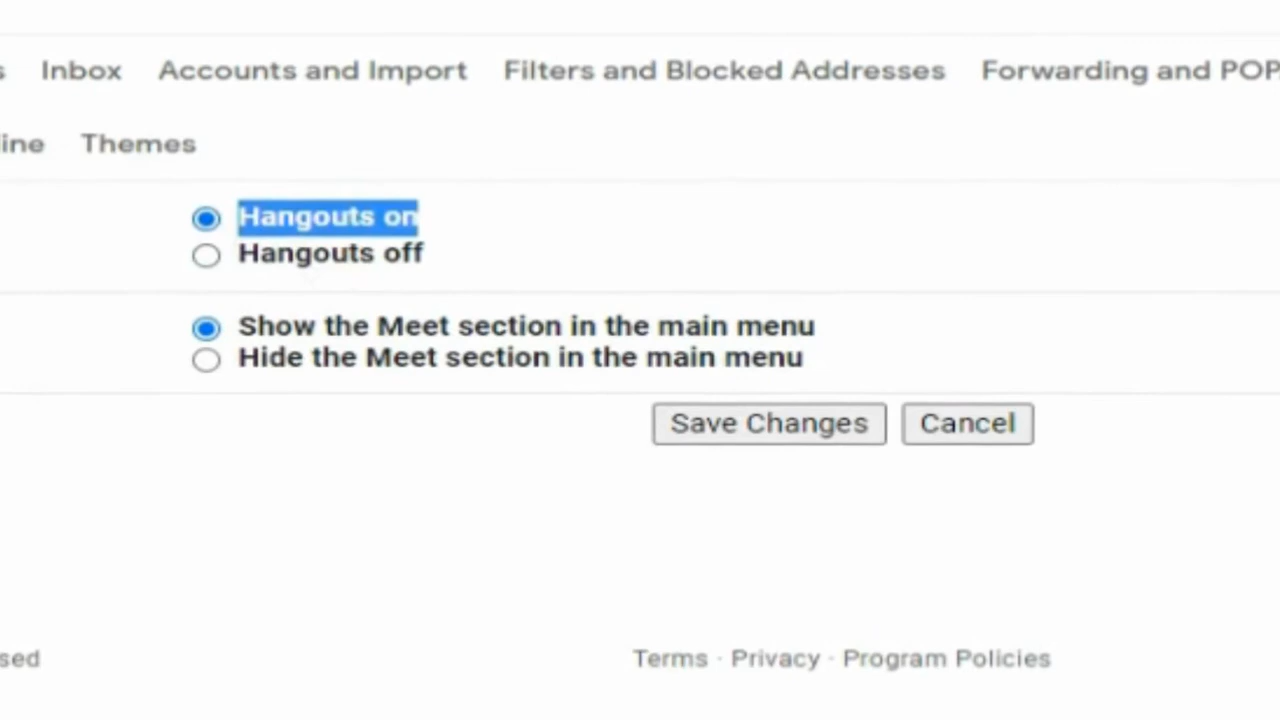 Inbox Accounts and Import Filters and Blocked Addresses Forwarding and POP
Themes
Hangouts on
Hangouts off
Show the Meet section in the main menu
Hide the Meet section in the main menu
Save Changes Cancel
Terms · Privacy · Program Policies